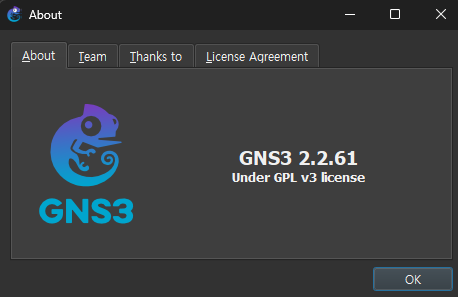 About
About
Team
Thanks to
License Agreement
GNS3
GNS3 2.2.61
Under GPL v3 license
OK